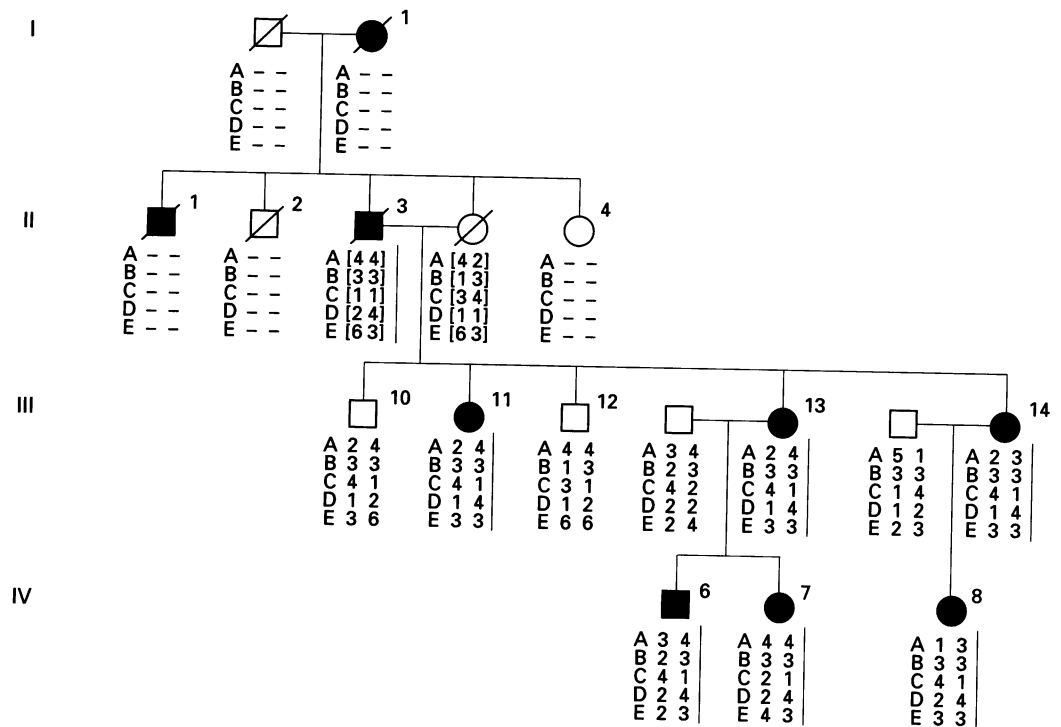 I
1
A – –
B – –
C – –
D – –
E – –
A – –
B – –
C – –
D – –
E – –
II
1
A – –
B – –
C – –
D – –
E – –
2
A – –
B – –
C – –
D – –
E – –
3
A [4 4]
B [3 3]
C [1 1]
D [2 4]
E [6 3]
A [4 2]
B [1 3]
C [3 4]
D [1 1]
E [6 3]
4
A – –
B – –
C – –
D – –
E – –
III
10
A 2 4
B 3 3
C 4 1
D 1 2
E 3 6
11
A 2 4
B 3 3
C 4 1
D 1 4
E 3 3
12
A 4 4
B 1 3
C 3 1
D 1 2
E 6 6
A 3 4
B 2 3
C 4 2
D 2 2
E 2 4
13
A 2 4
B 3 3
C 4 1
D 1 4
E 3 3
A 5 1
B 3 3
C 1 4
D 1 2
E 2 3
14
A 2 3
B 3 3
C 4 1
D 1 4
E 3 3
IV
6
A 3 4
B 2 3
C 4 1
D 2 4
E 2 3
7
A 4 4
B 3 3
C 2 1
D 2 4
E 4 3
8
A 1 3
B 3 3
C 4 1
D 2 4
E 3 3